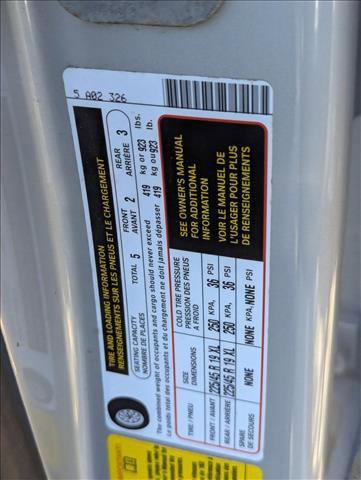 5 A02 326
TIRE AND LOADING INFORMATION
RENSEIGNEMENTS SUR LES PNEUS ET LE CHARGEMENT
SEATING CAPACITY
NOMBRE DE PLACES
TOTAL 5
FRONT
AVANT 2
REAR
ARRIÈRE 3
The combined weight of occupants and cargo should never exceed 419 kg or 923 lbs.
Le poids total des occupants et du chargement ne doit jamais dépasser 419 kg ou 923 lb.
TIRE / PNEU
SIZE
DIMENSIONS
COLD TIRE PRESSURE
PRESSION DES PNEUS
A FROID
FRONT / AVANT 225/45 R 19 XL 250 KPA, 36 PSI
REAR / ARRIÈRE 225/45 R 19 XL 250 KPA, 36 PSI
SPARE
DE SECOURS NONE NONE KPA, NONE PSI
SEE OWNER'S MANUAL
FOR ADDITIONAL
INFORMATION
VOIR LE MANUEL DE
L'USAGER POUR PLUS
DE RENSEIGNEMENTS